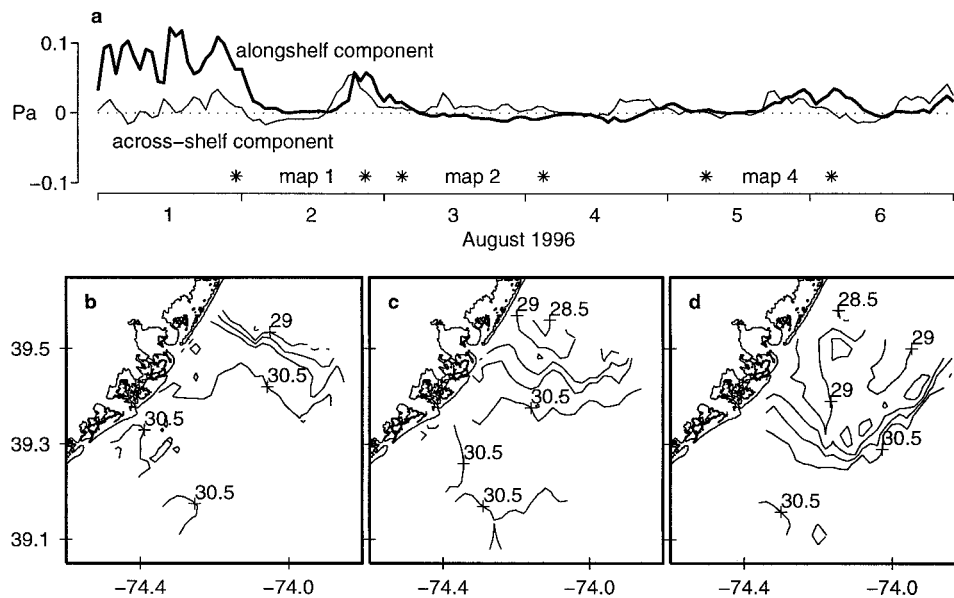 a
0.1
alongshelf component
Pa
0
across-shelf component
-0.1
* map 1 * * map 2 * * map 4 *
1 2 3 4 5 6
August 1996
b c d
29
30.5
30.5
30.5
29 28.5
30.5
30.5
30.5
28.5
29
29
30.5
30.5
39.5
39.3
39.1
-74.4 -74.0 -74.4 -74.0 -74.4 -74.0